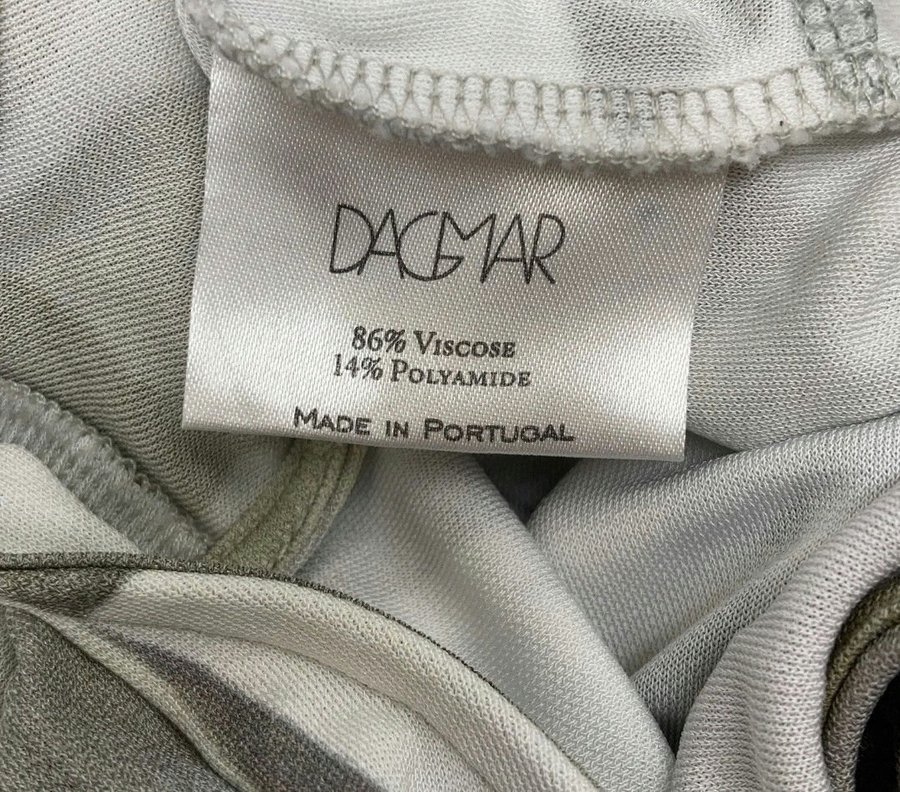 DAGMAR
86% VISCOSE
14% POLYAMIDE
MADE IN PORTUGAL